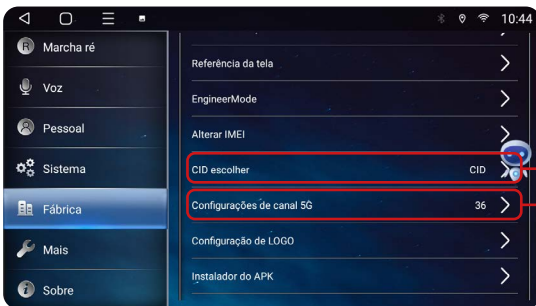 10:44
R Marcha ré
Voz
Pessoal
Sistema
Fábrica
Mais
i Sobre
Referência da tela
EngineerMode
Alterar IMEI
CID escolher CID
Configurações de canal 5G 36
Configuração de LOGO
Instalador do APK